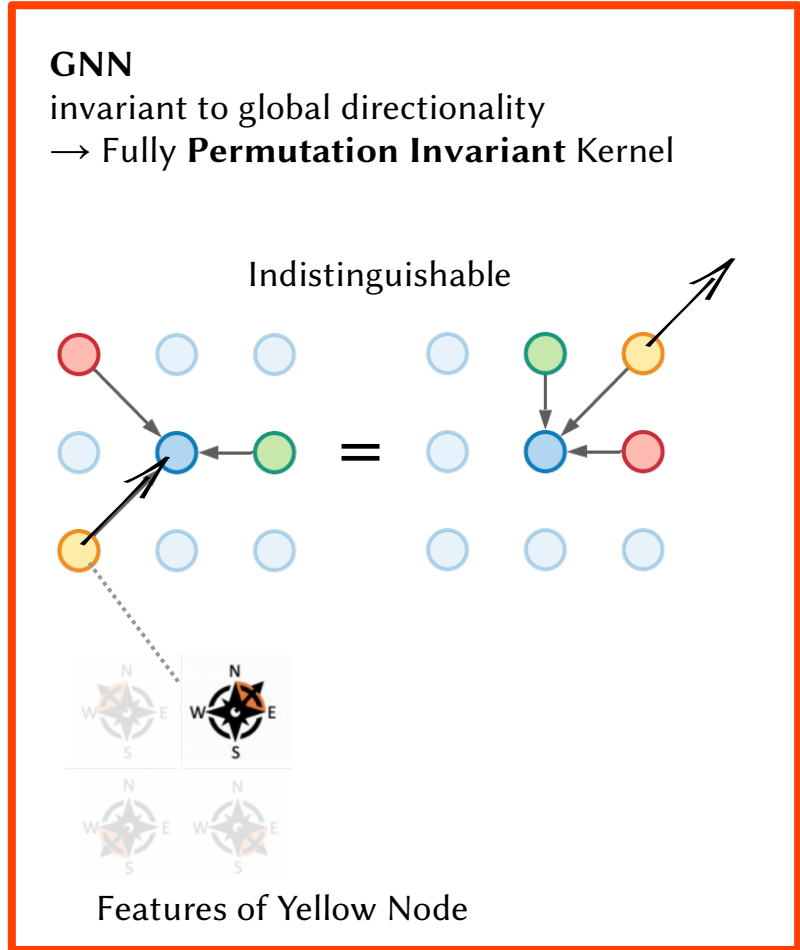 GNN
invariant to global directionality
→ Fully Permutation Invariant Kernel
Indistinguishable
=
N
W E
S
N
W E
S
N
W E
S
N
W E
S
Features of Yellow Node